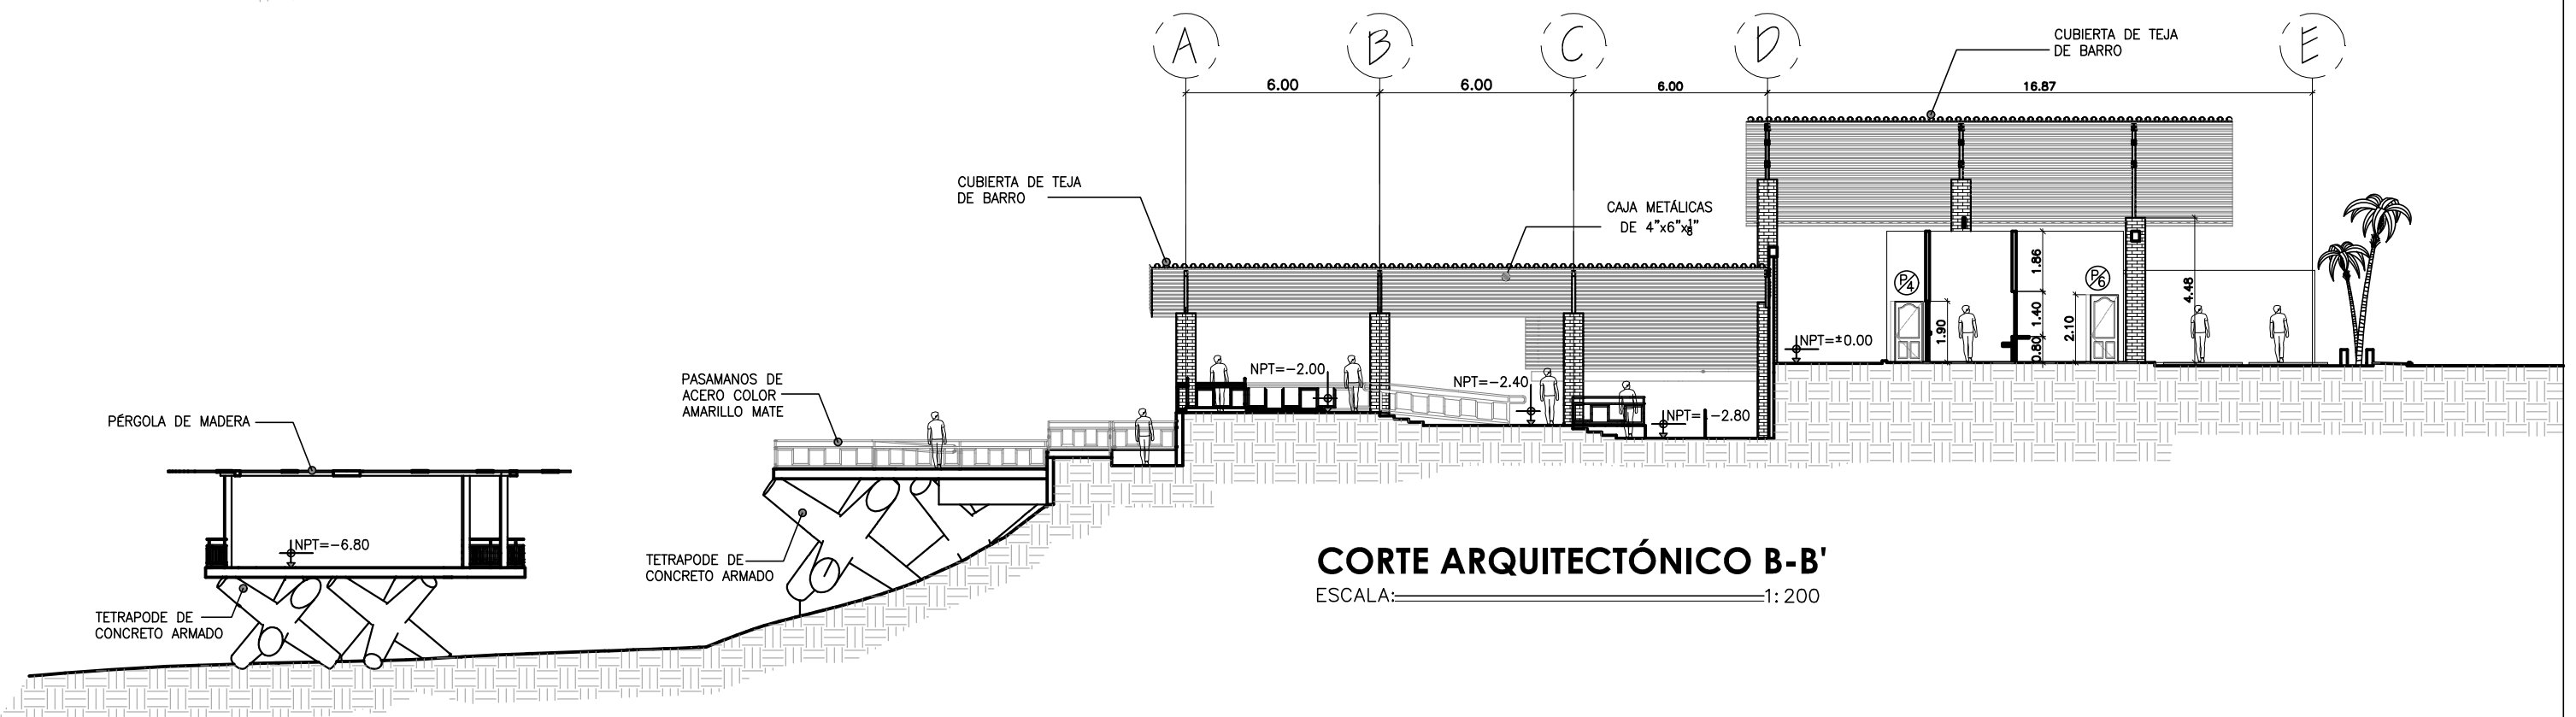 A
B
C
D
E
CUBIERTA DE TEJA
DE BARRO
6.00
6.00
6.00
16.87
CUBIERTA DE TEJA
DE BARRO
CAJA METÁLICAS
DE 4"x6"x1/8"
P/4
P/6
1.86
4.48
1.40
1.90
2.10
0.80
NPT=±0.00
NPT=-2.00
NPT=-2.40
NPT= -2.80
PASAMANOS DE
ACERO COLOR
AMARILLO MATE
PÉRGOLA DE MADERA
NPT=-6.80
TETRAPODE DE
CONCRETO ARMADO
TETRAPODE DE
CONCRETO ARMADO
CORTE ARQUITECTÓNICO B-B'
ESCALA: 1:200